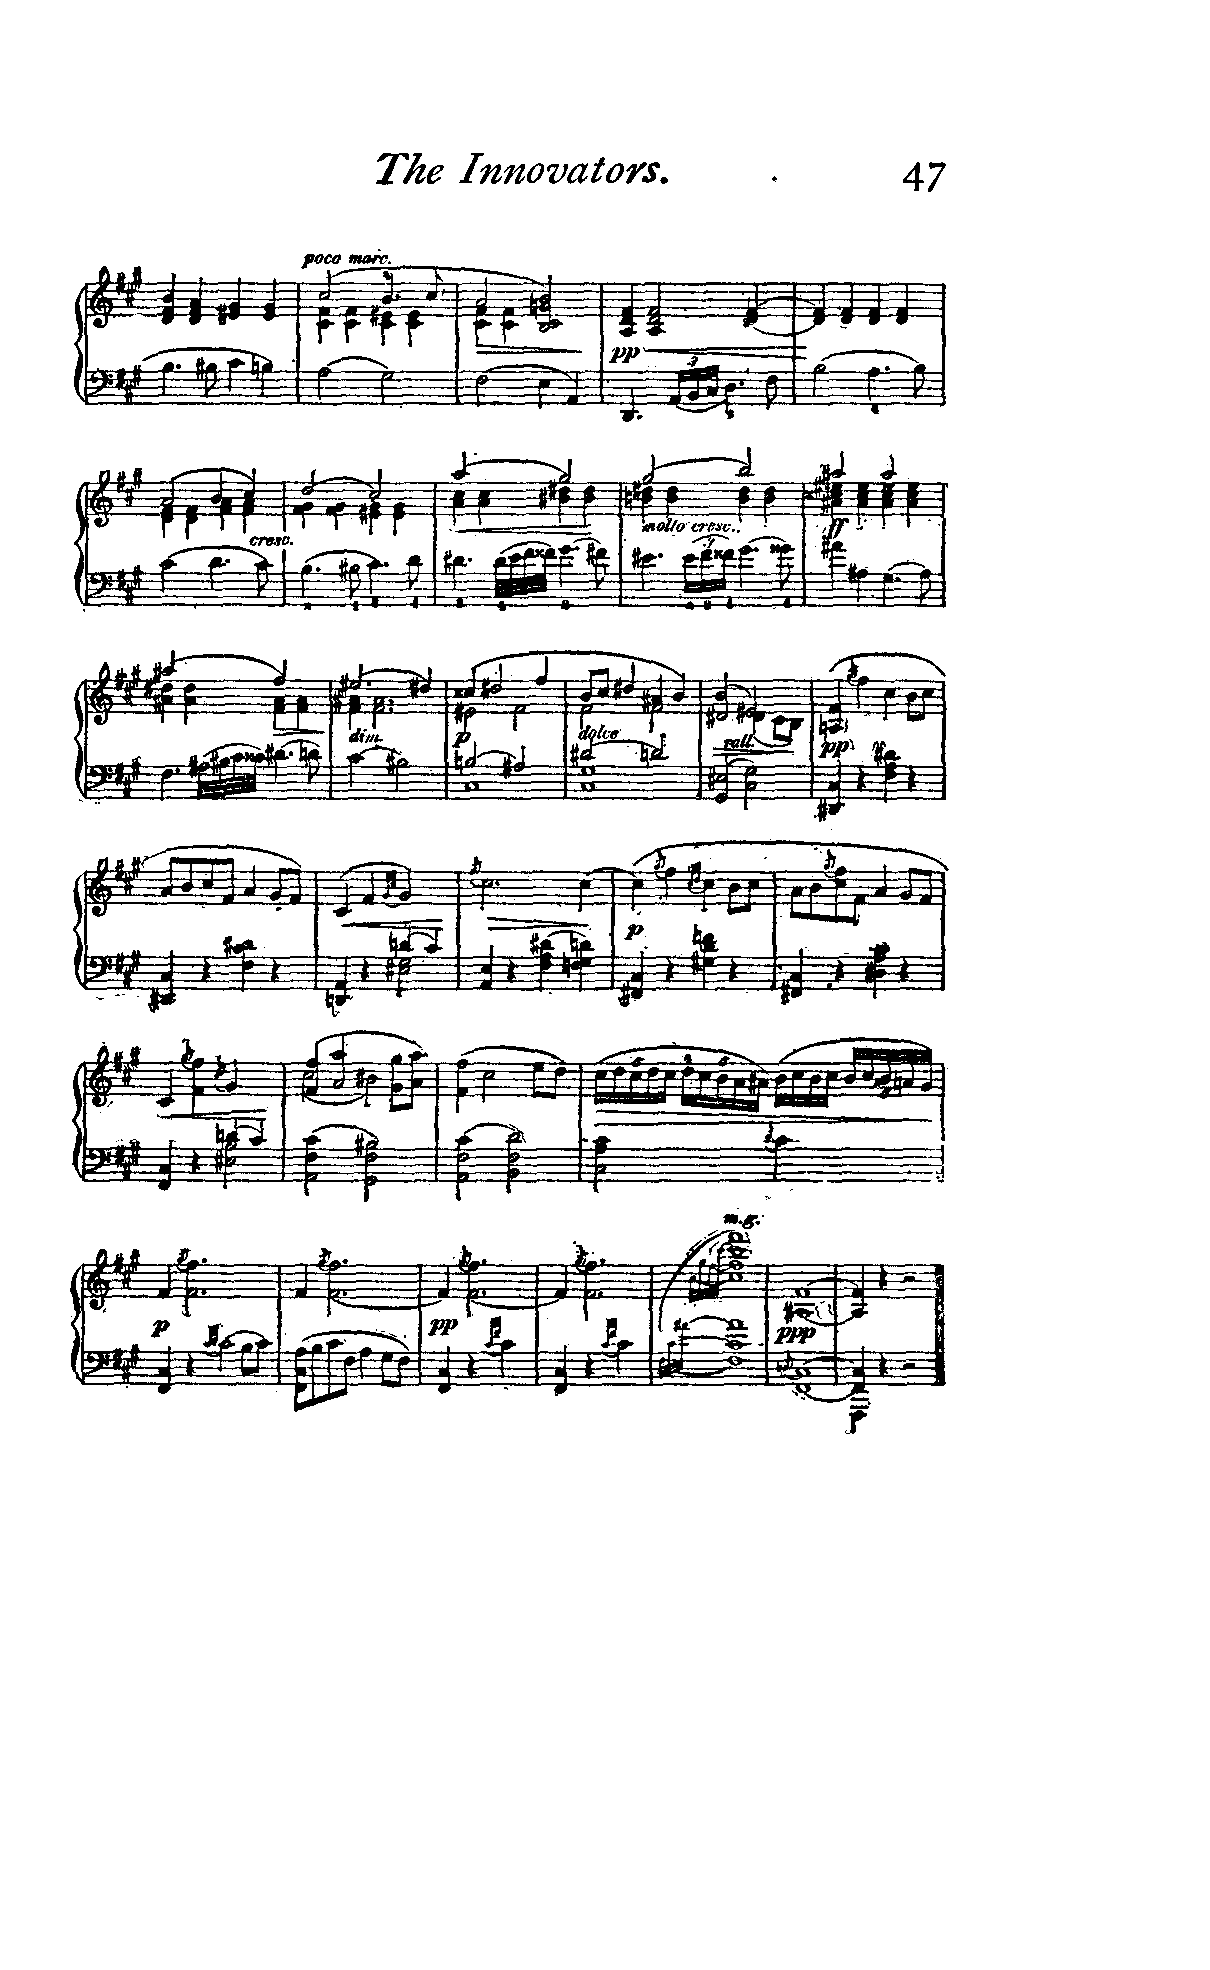 The Innovators. 47
poco marc.
pp
3
cresc.
molto cresc.
ff
dim.
p
dolce
rall.
pp
p
m.g.
p
pp
ppp